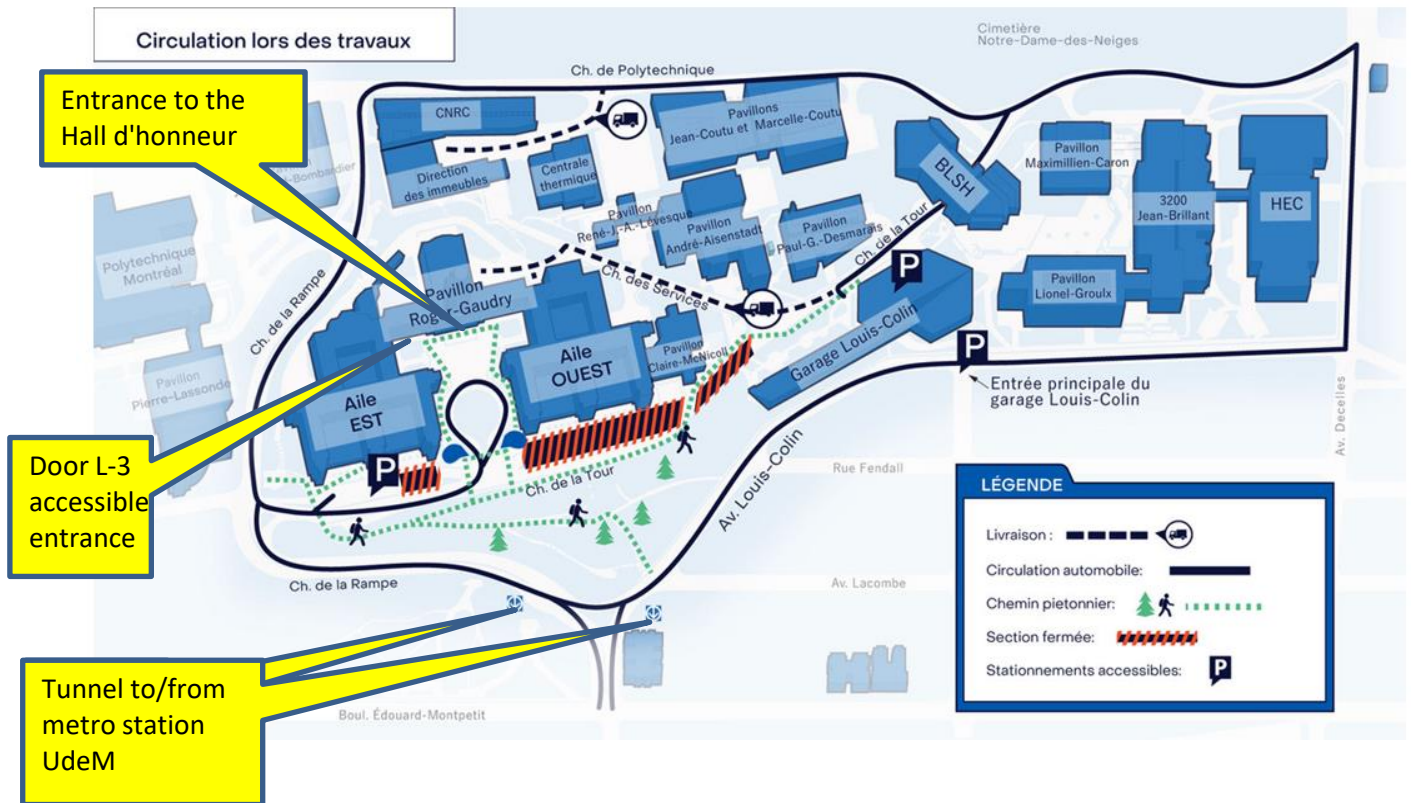 Circulation lors des travaux
Cimetière
Notre-Dame-des-Neiges
Entrance to the
Hall d'honneur
Ch. de Polytechnique
CNRC
Pavillons
Jean-Coutu et Marcelle-Coutu
Direction
des immeubles
Centrale
thermique
BLSH
Pavillon
Maximillien-Caron
3200
Jean-Brillant
HEC
-Bombardier
Pavillon
René-J.-A.-Lévesque
Pavillon
André-Aisenstadt
Pavillon
Paul-G.-Desmarais
Ch. de la Tour
P
Pavillon
Lionel-Groulx
Polytechnique
Montréal
Ch. de la Rampe
Pavillon
Roger-Gaudry
Ch. des Services
Pavillon
Pierre-Lassonde
Aile
EST
Aile
OUEST
Pavillon
Claire-McNicoll
Garage Louis-Colin
P
Entrée principale du
garage Louis-Colin
Av. Decelles
Door L-3
accessible
entrance
P
Ch. de la Tour
Av. Louis-Colin
Rue Fendall
Ch. de la Rampe
Av. Lacombe
Tunnel to/from
metro station
UdeM
Boul. Édouard-Montpetit
LÉGENDE
Livraison :
Circulation automobile:
Chemin pietonnier:
Section fermée:
Stationnements accessibles: P